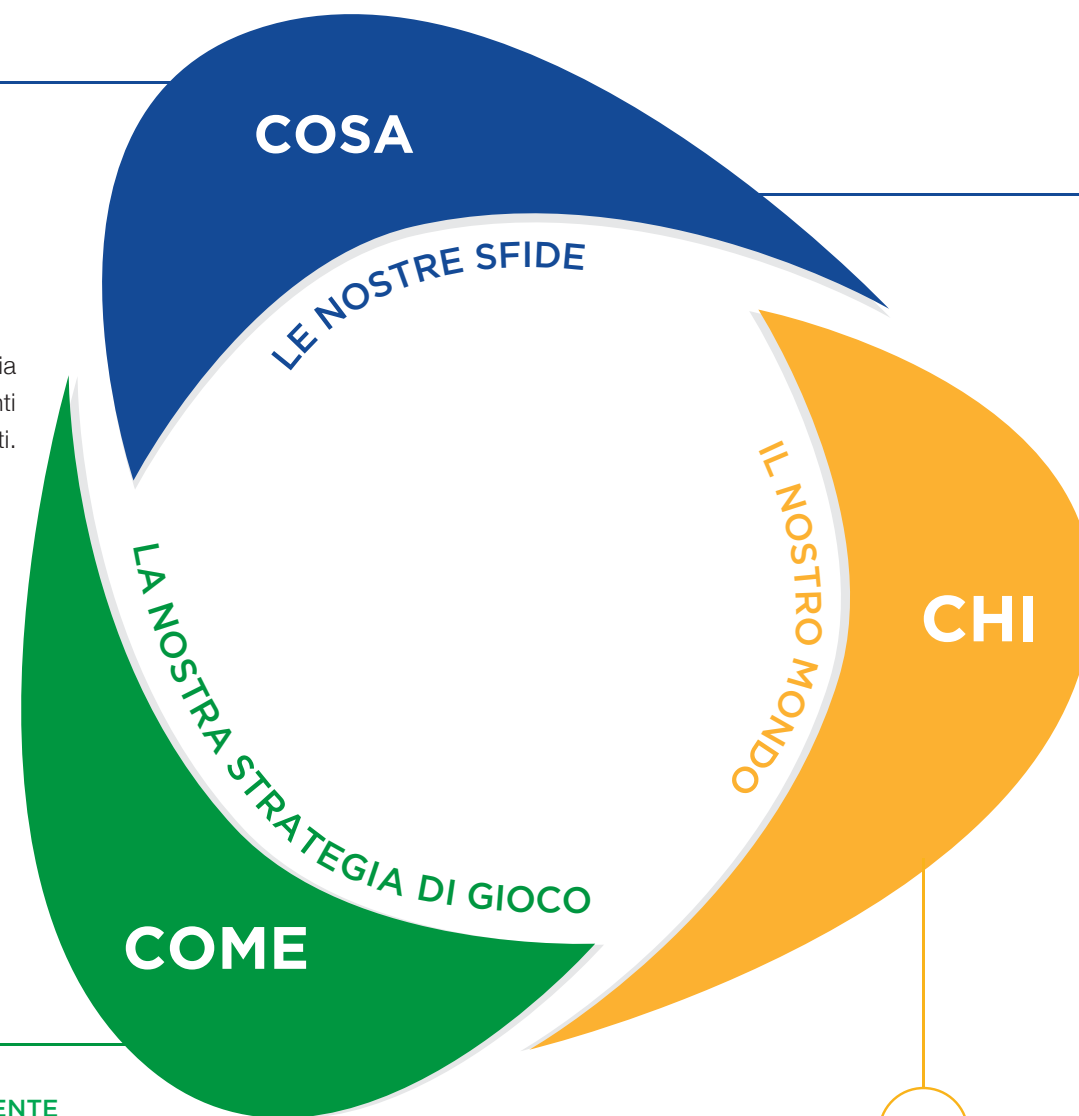 COSA
LE NOSTRE SFIDE
IL NOSTRO MONDO
CHI
LA NOSTRA STRATEGIA DI GIOCO
COME